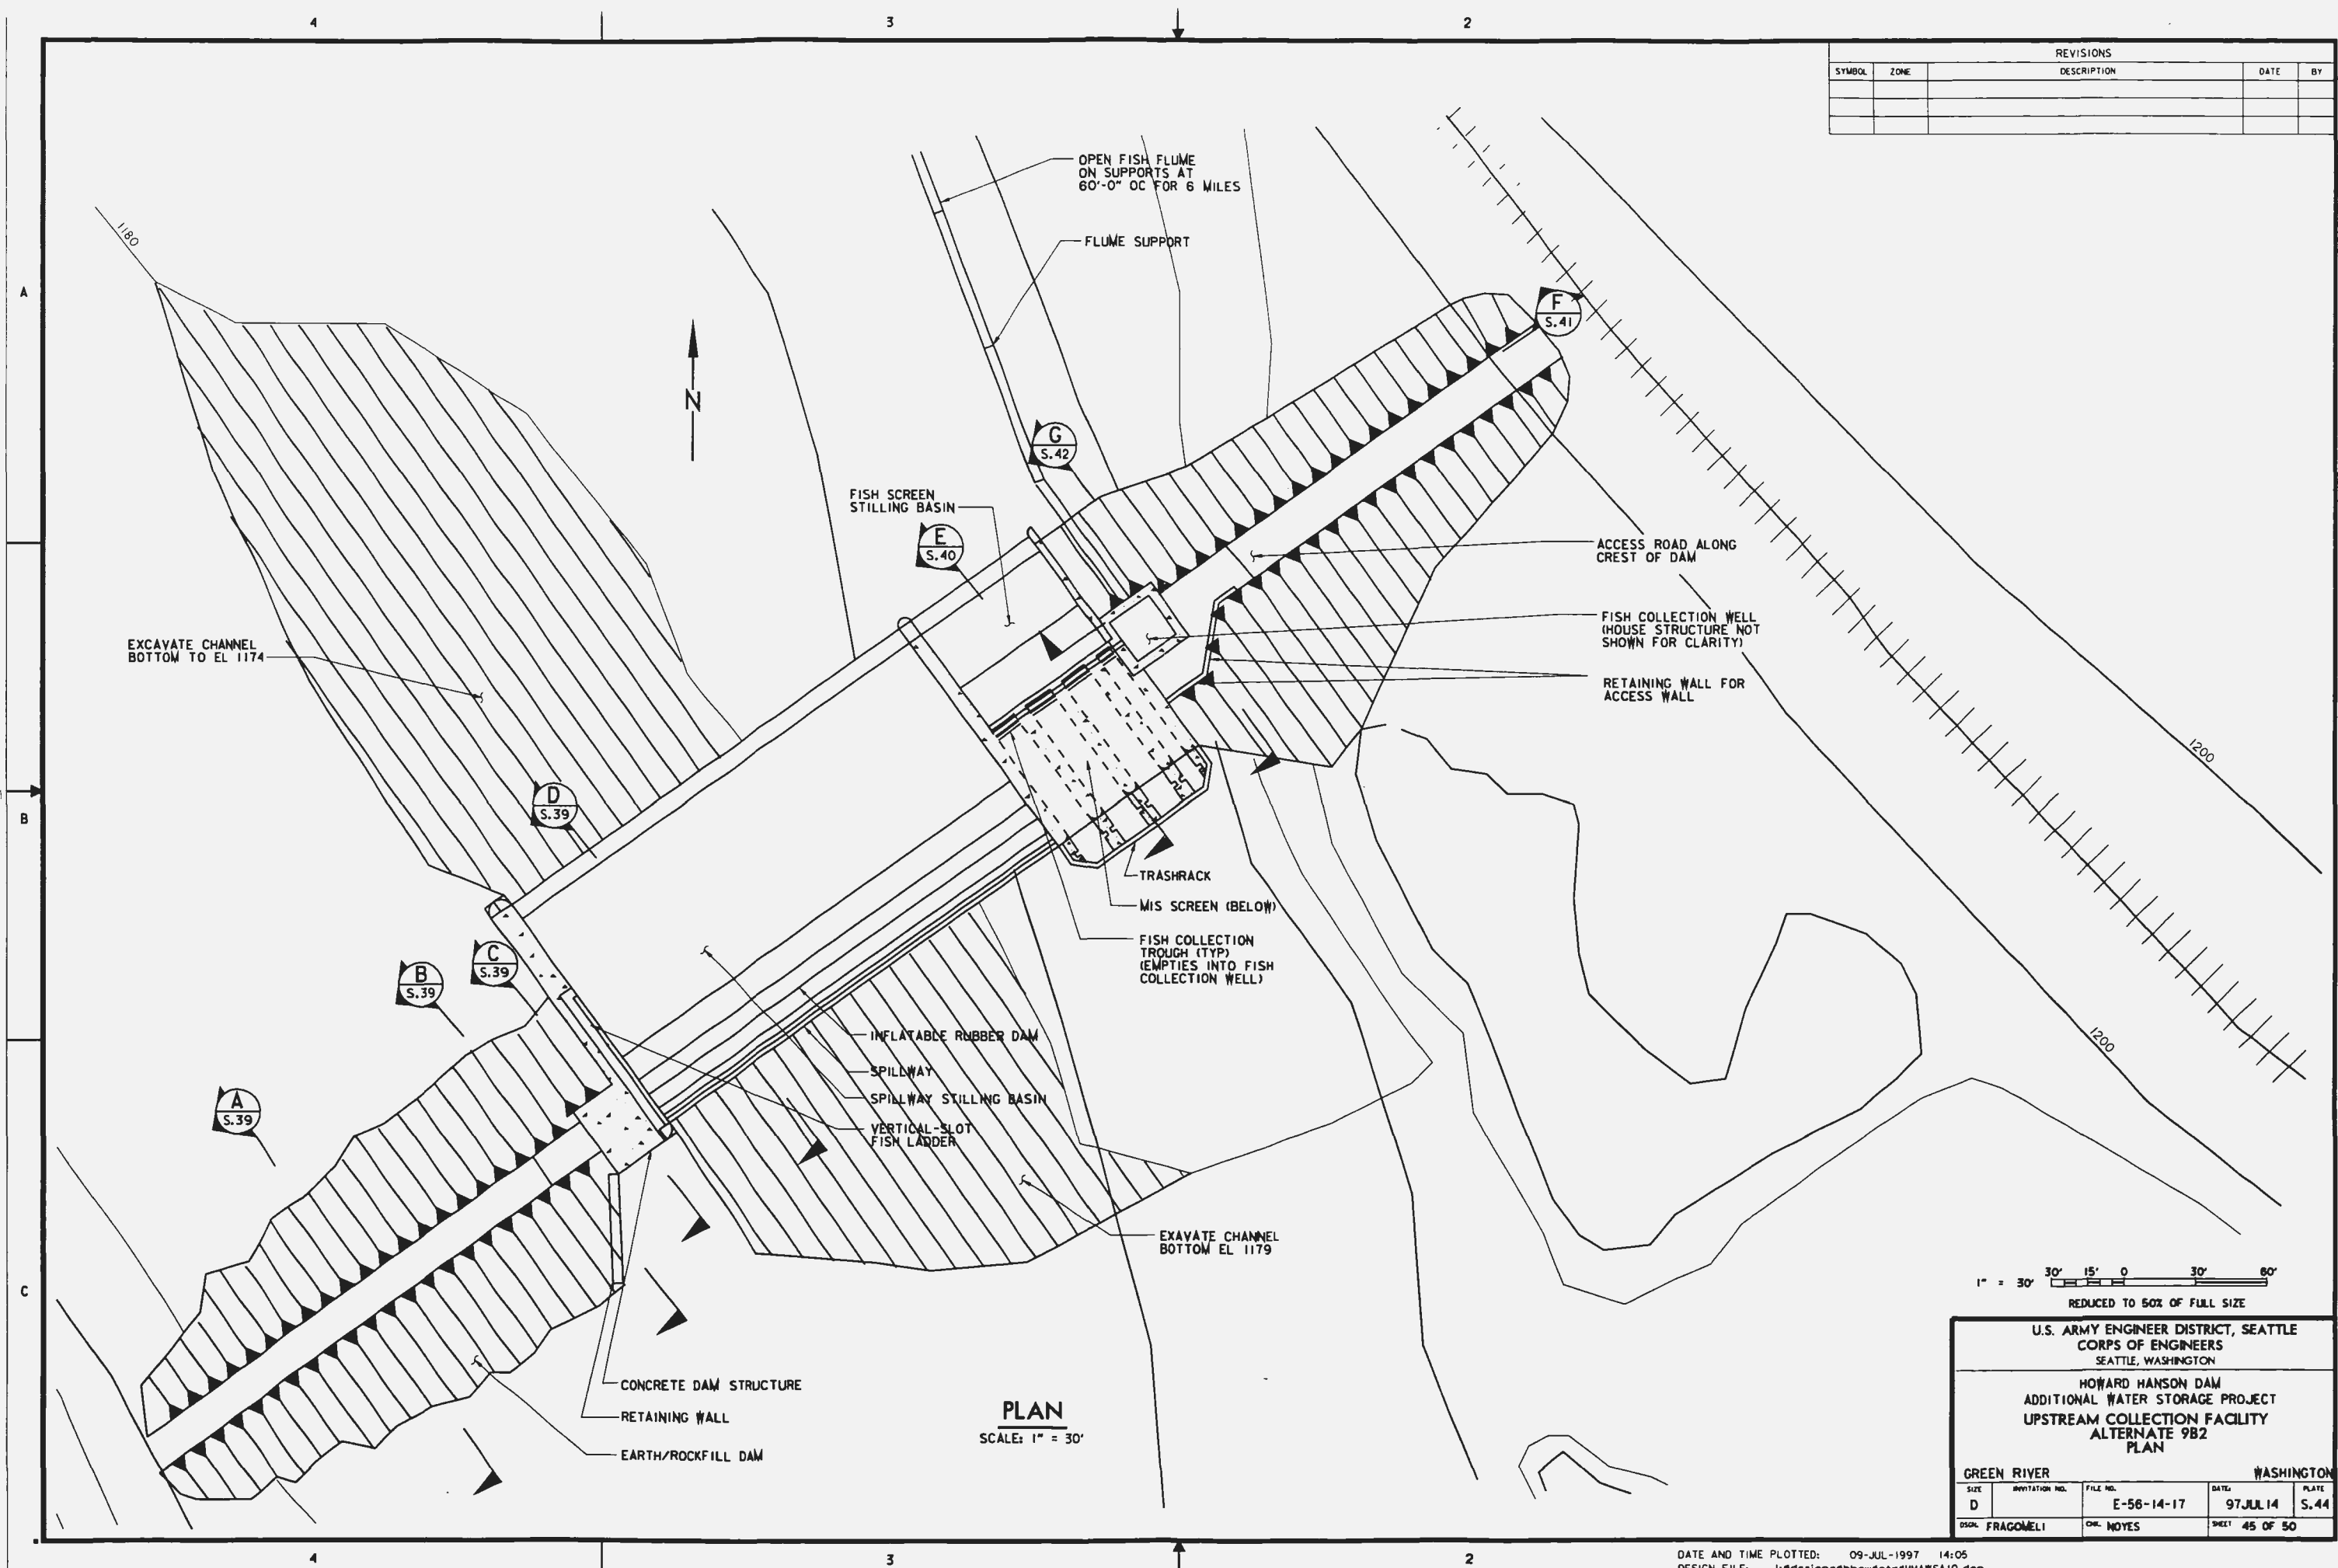 4
3
2
REVISIONS
SYMBOL ZONE DESCRIPTION DATE BY
OPEN FISH FLUME
ON SUPPORTS AT
60'-0" OC FOR 6 MILES
FLUME SUPPORT
1180
A
N
F
S.41
G
S.42
FISH SCREEN
STILLING BASIN
E
S.40
ACCESS ROAD ALONG
CREST OF DAM
FISH COLLECTION WELL
(HOUSE STRUCTURE NOT
SHOWN FOR CLARITY)
RETAINING WALL FOR
ACCESS WALL
EXCAVATE CHANNEL
BOTTOM TO EL 1174
1200
D
S.39
B
TRASHRACK
MIS SCREEN (BELOW)
FISH COLLECTION
TROUGH (TYP)
(EMPTIES INTO FISH
COLLECTION WELL)
C
S.39
B
S.39
INFLATABLE RUBBER DAM
SPILLWAY
SPILLWAY STILLING BASIN
VERTICAL-SLOT
FISH LADDER
1200
A
S.39
EXAVATE CHANNEL
BOTTOM EL 1179
C
CONCRETE DAM STRUCTURE
RETAINING WALL
EARTH/ROCKFILL DAM
PLAN
SCALE: 1" = 30'
1" = 30' 30' 15' 0 30' 60'
REDUCED TO 50% OF FULL SIZE
U.S. ARMY ENGINEER DISTRICT, SEATTLE
CORPS OF ENGINEERS
SEATTLE, WASHINGTON
HOWARD HANSON DAM
ADDITIONAL WATER STORAGE PROJECT
UPSTREAM COLLECTION FACILITY
ALTERNATE 9B2
PLAN
GREEN RIVER WASHINGTON
SIZE INVITATION NO. FILE NO. DATE: PLATE
D E-56-14-17 97JUL14 S.44
DSGN. FRAGOMELI CHK. NOYES SHEET 45 OF 50
4
3
2
DATE AND TIME PLOTTED: 09-JUL-1997 14:05
DESIGN FILE: